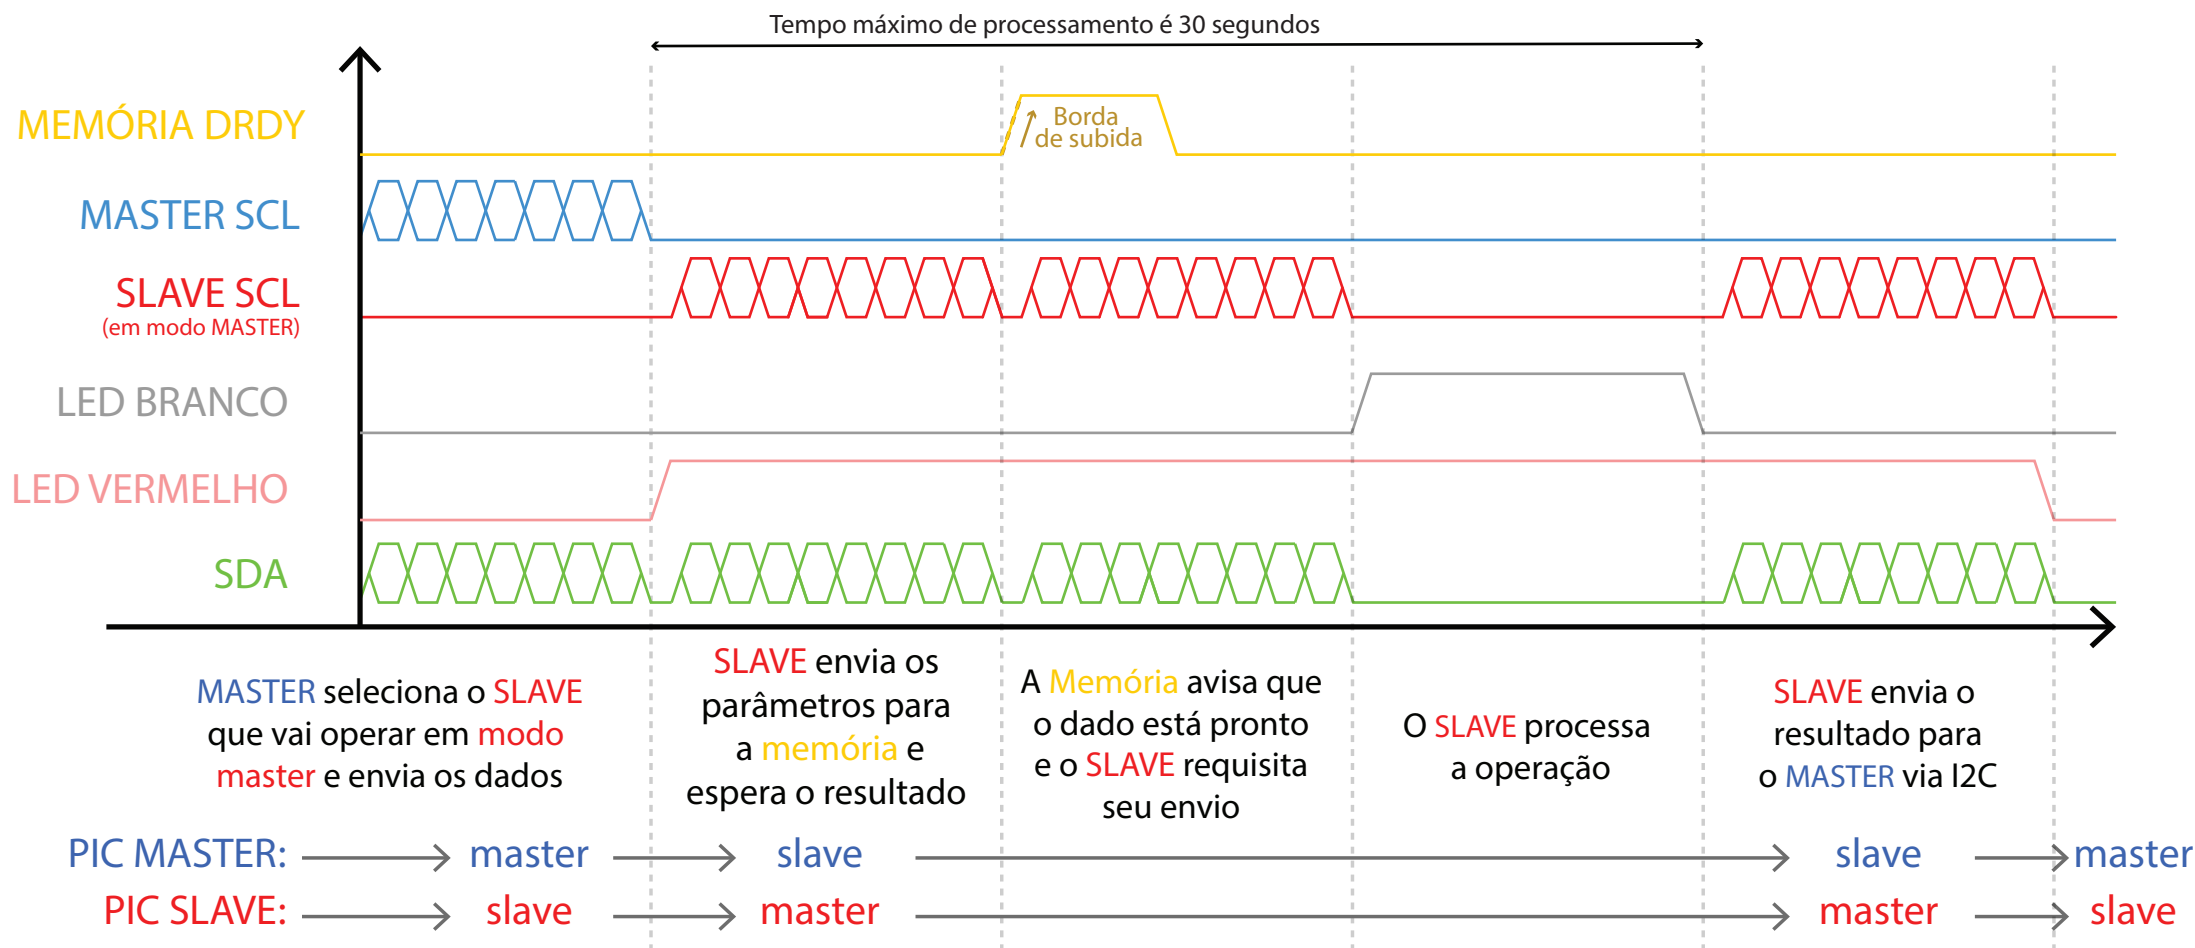 Tempo máximo de processamento é 30 segundos
MEMÓRIA DRDY
Borda
de subida
MASTER SCL
SLAVE SCL
(em modo MASTER)
LED BRANCO
LED VERMELHO
SDA
MASTER seleciona o SLAVE
que vai operar em modo
master e envia os dados
SLAVE envia os
parâmetros para
a memória e
espera o resultado
A Memória avisa que
o dado está pronto
e o SLAVE requisita
seu envio
O SLAVE processa
a operação
SLAVE envia o
resultado para
o MASTER via I2C
PIC MASTER: master slave slave master
PIC SLAVE: slave master master slave